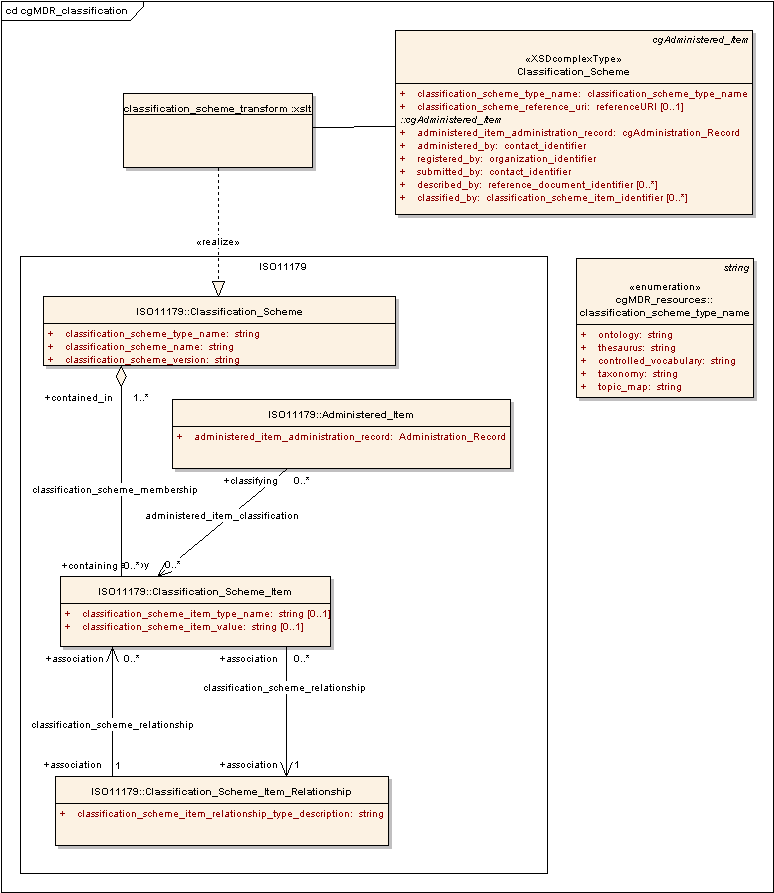 cd cgMDR_classification
cgAdministered_Item
«XSDcomplexType»
Classification_Scheme
+ classification_scheme_type_name: classification_scheme_type_name
+ classification_scheme_reference_uri: referenceURI [0..1]
::cgAdministered_Item
+ administered_item_administration_record: cgAdministration_Record
+ administered_by: contact_identifier
+ registered_by: organization_identifier
+ submitted_by: contact_identifier
+ described_by: reference_document_identifier [0..*]
+ classified_by: classification_scheme_item_identifier [0..*]
classification_scheme_transform :xslt
«realize»
ISO11179
ISO11179::Classification_Scheme
+ classification_scheme_type_name: string
+ classification_scheme_name: string
+ classification_scheme_version: string
string
«enumeration»
cgMDR_resources::
classification_scheme_type_name
+ ontology: string
+ thesaurus: string
+ controlled_vocabulary: string
+ taxonomy: string
+ topic_map: string
+contained_in 1..*
ISO11179::Administered_Item
+ administered_item_administration_record: Administration_Record
+classifying 0..*
classification_scheme_membership
administered_item_classification
+containing 0..* 0..*
ISO11179::Classification_Scheme_Item
+ classification_scheme_item_type_name: string [0..1]
+ classification_scheme_item_value: string [0..1]
+association 0..* +association 0..*
classification_scheme_relationship
classification_scheme_relationship
+association 1 +association 1
ISO11179::Classification_Scheme_Item_Relationship
+ classification_scheme_item_relationship_type_description: string